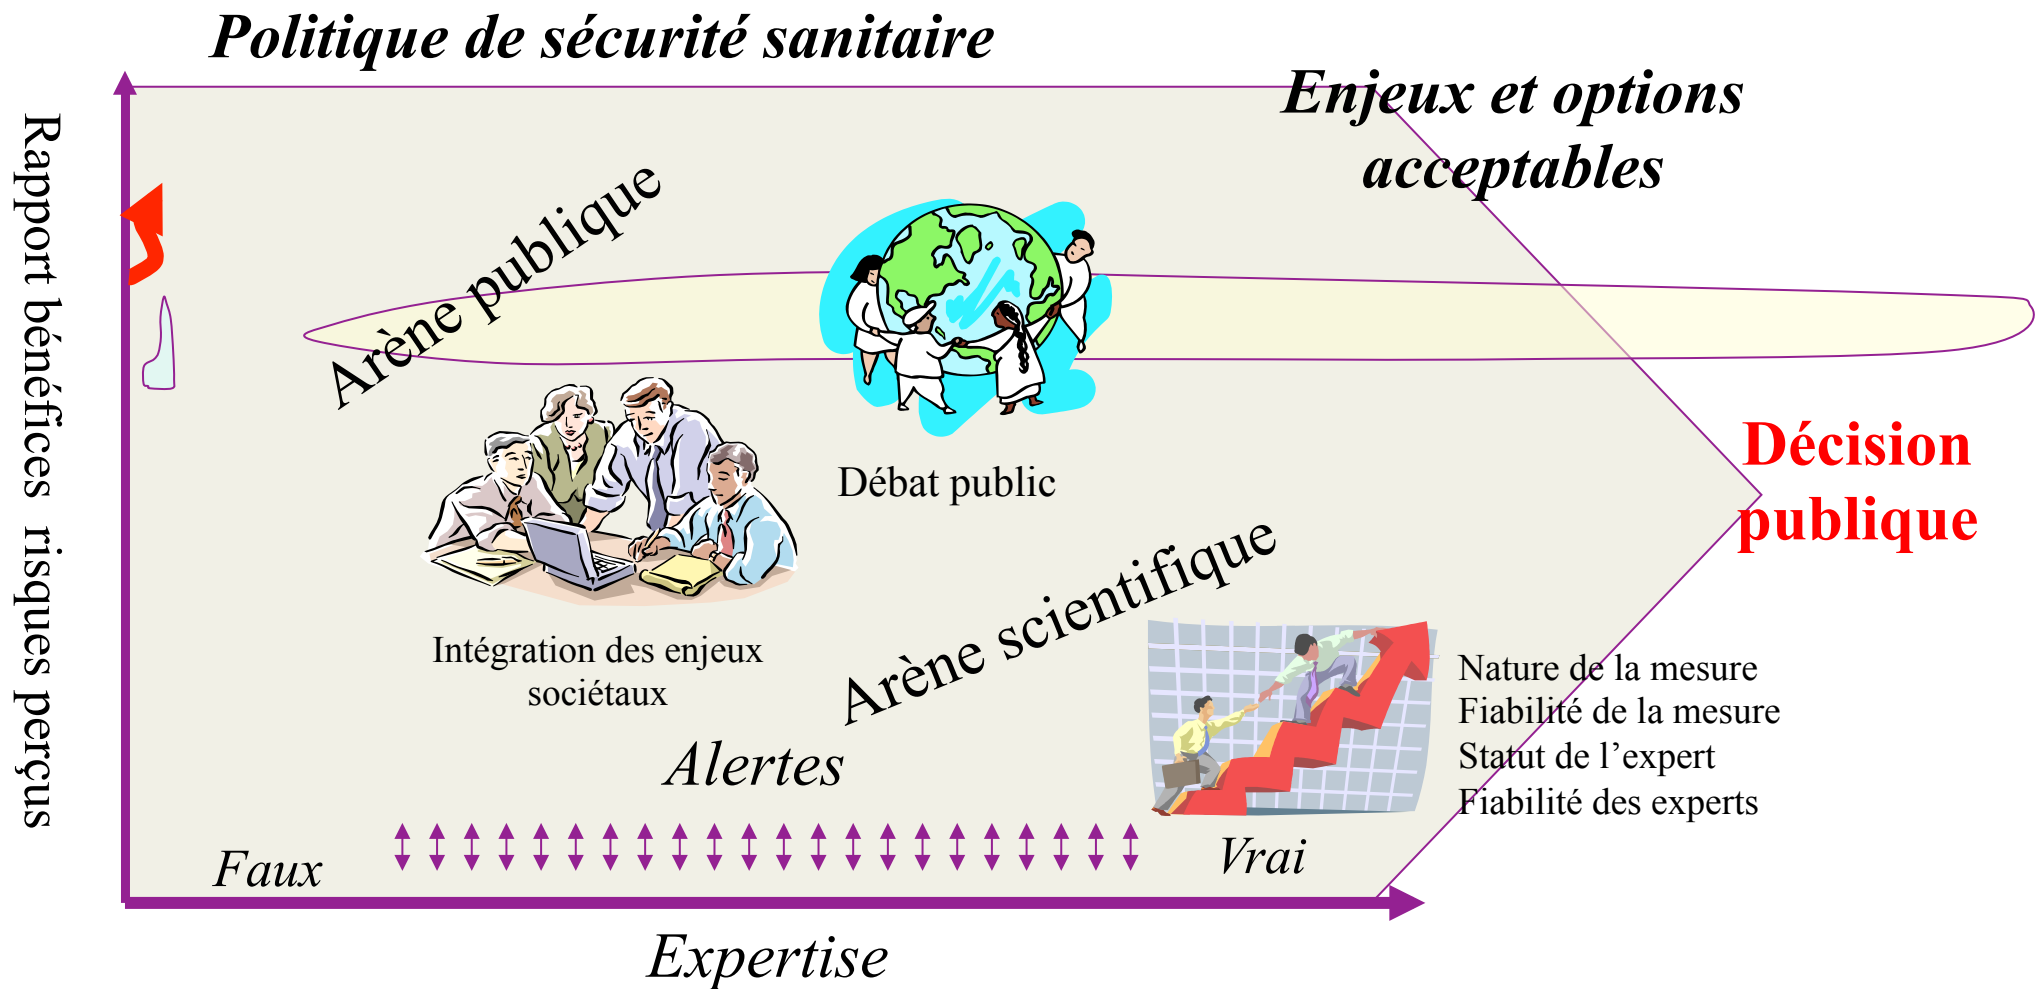 Politique de sécurité sanitaire
Enjeux et options
acceptables
Rapport bénéfices risques perçus
Arène publique
Débat public
Décision
publique
Intégration des enjeux
sociétaux
Arène scientifique
Nature de la mesure
Fiabilité de la mesure
Statut de l’expert
Fiabilité des experts
Alertes
Faux
Vrai
Expertise